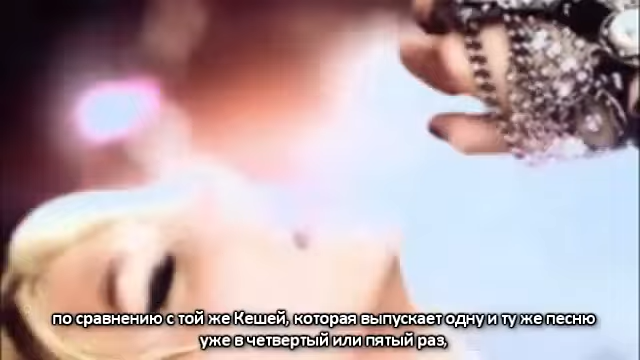 по сравнению с той же Кешей, которая выпускает одну и ту же песню
уже в четвертый или пятый раз,